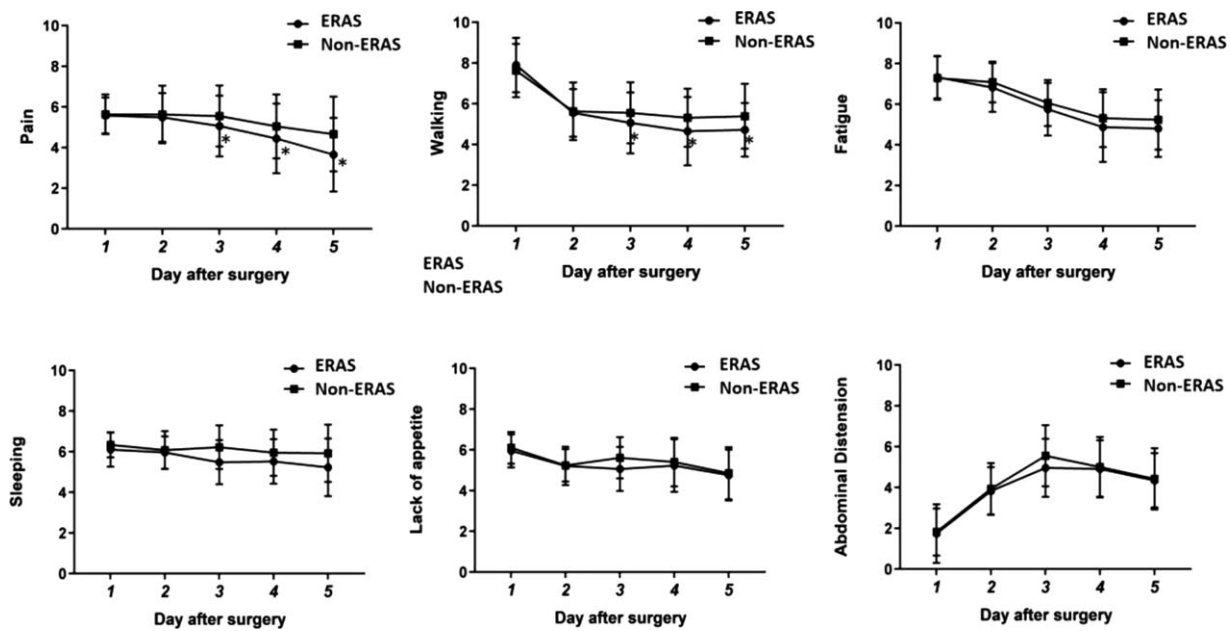 ERAS
Non-ERAS
Pain
10
8
6
4
2
0
1 2 3 4 5
* * *
Day after surgery
ERAS
Non-ERAS
Walking
10
8
6
4
2
0
1 2 3 4 5
* * *
Day after surgery
ERAS
Non-ERAS
ERAS
Non-ERAS
Fatigue
10
8
6
4
2
0
1 2 3 4 5
Day after surgery
ERAS
Non-ERAS
Sleeping
10
8
6
4
2
0
1 2 3 4 5
Day after surgery
ERAS
Non-ERAS
Lack of appetite
10
8
6
4
2
0
1 2 3 4 5
Day after surgery
ERAS
Non-ERAS
Abdominal Distension
10
8
6
4
2
0
1 2 3 4 5
Day after surgery